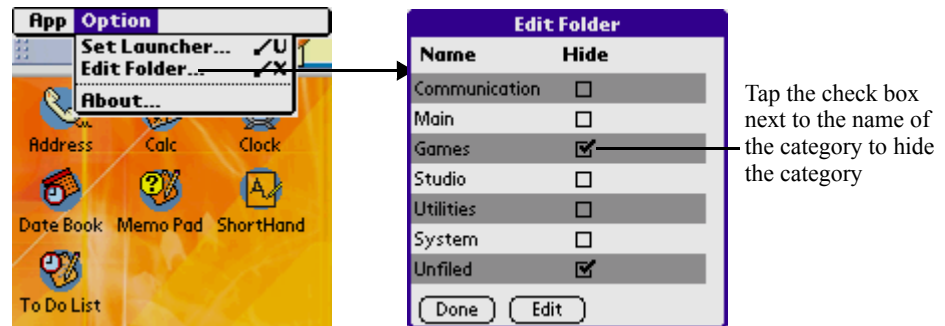 App Option
Set Launcher... ✓U
Edit Folder... ✓X
About...
Address Calc Clock
Date Book Memo Pad ShortHand
To Do List
Edit Folder
Name Hide
Communication
Main
Games
Studio
Utilities
System
Unfiled
Done Edit
Tap the check box
next to the name of
the category to hide
the category